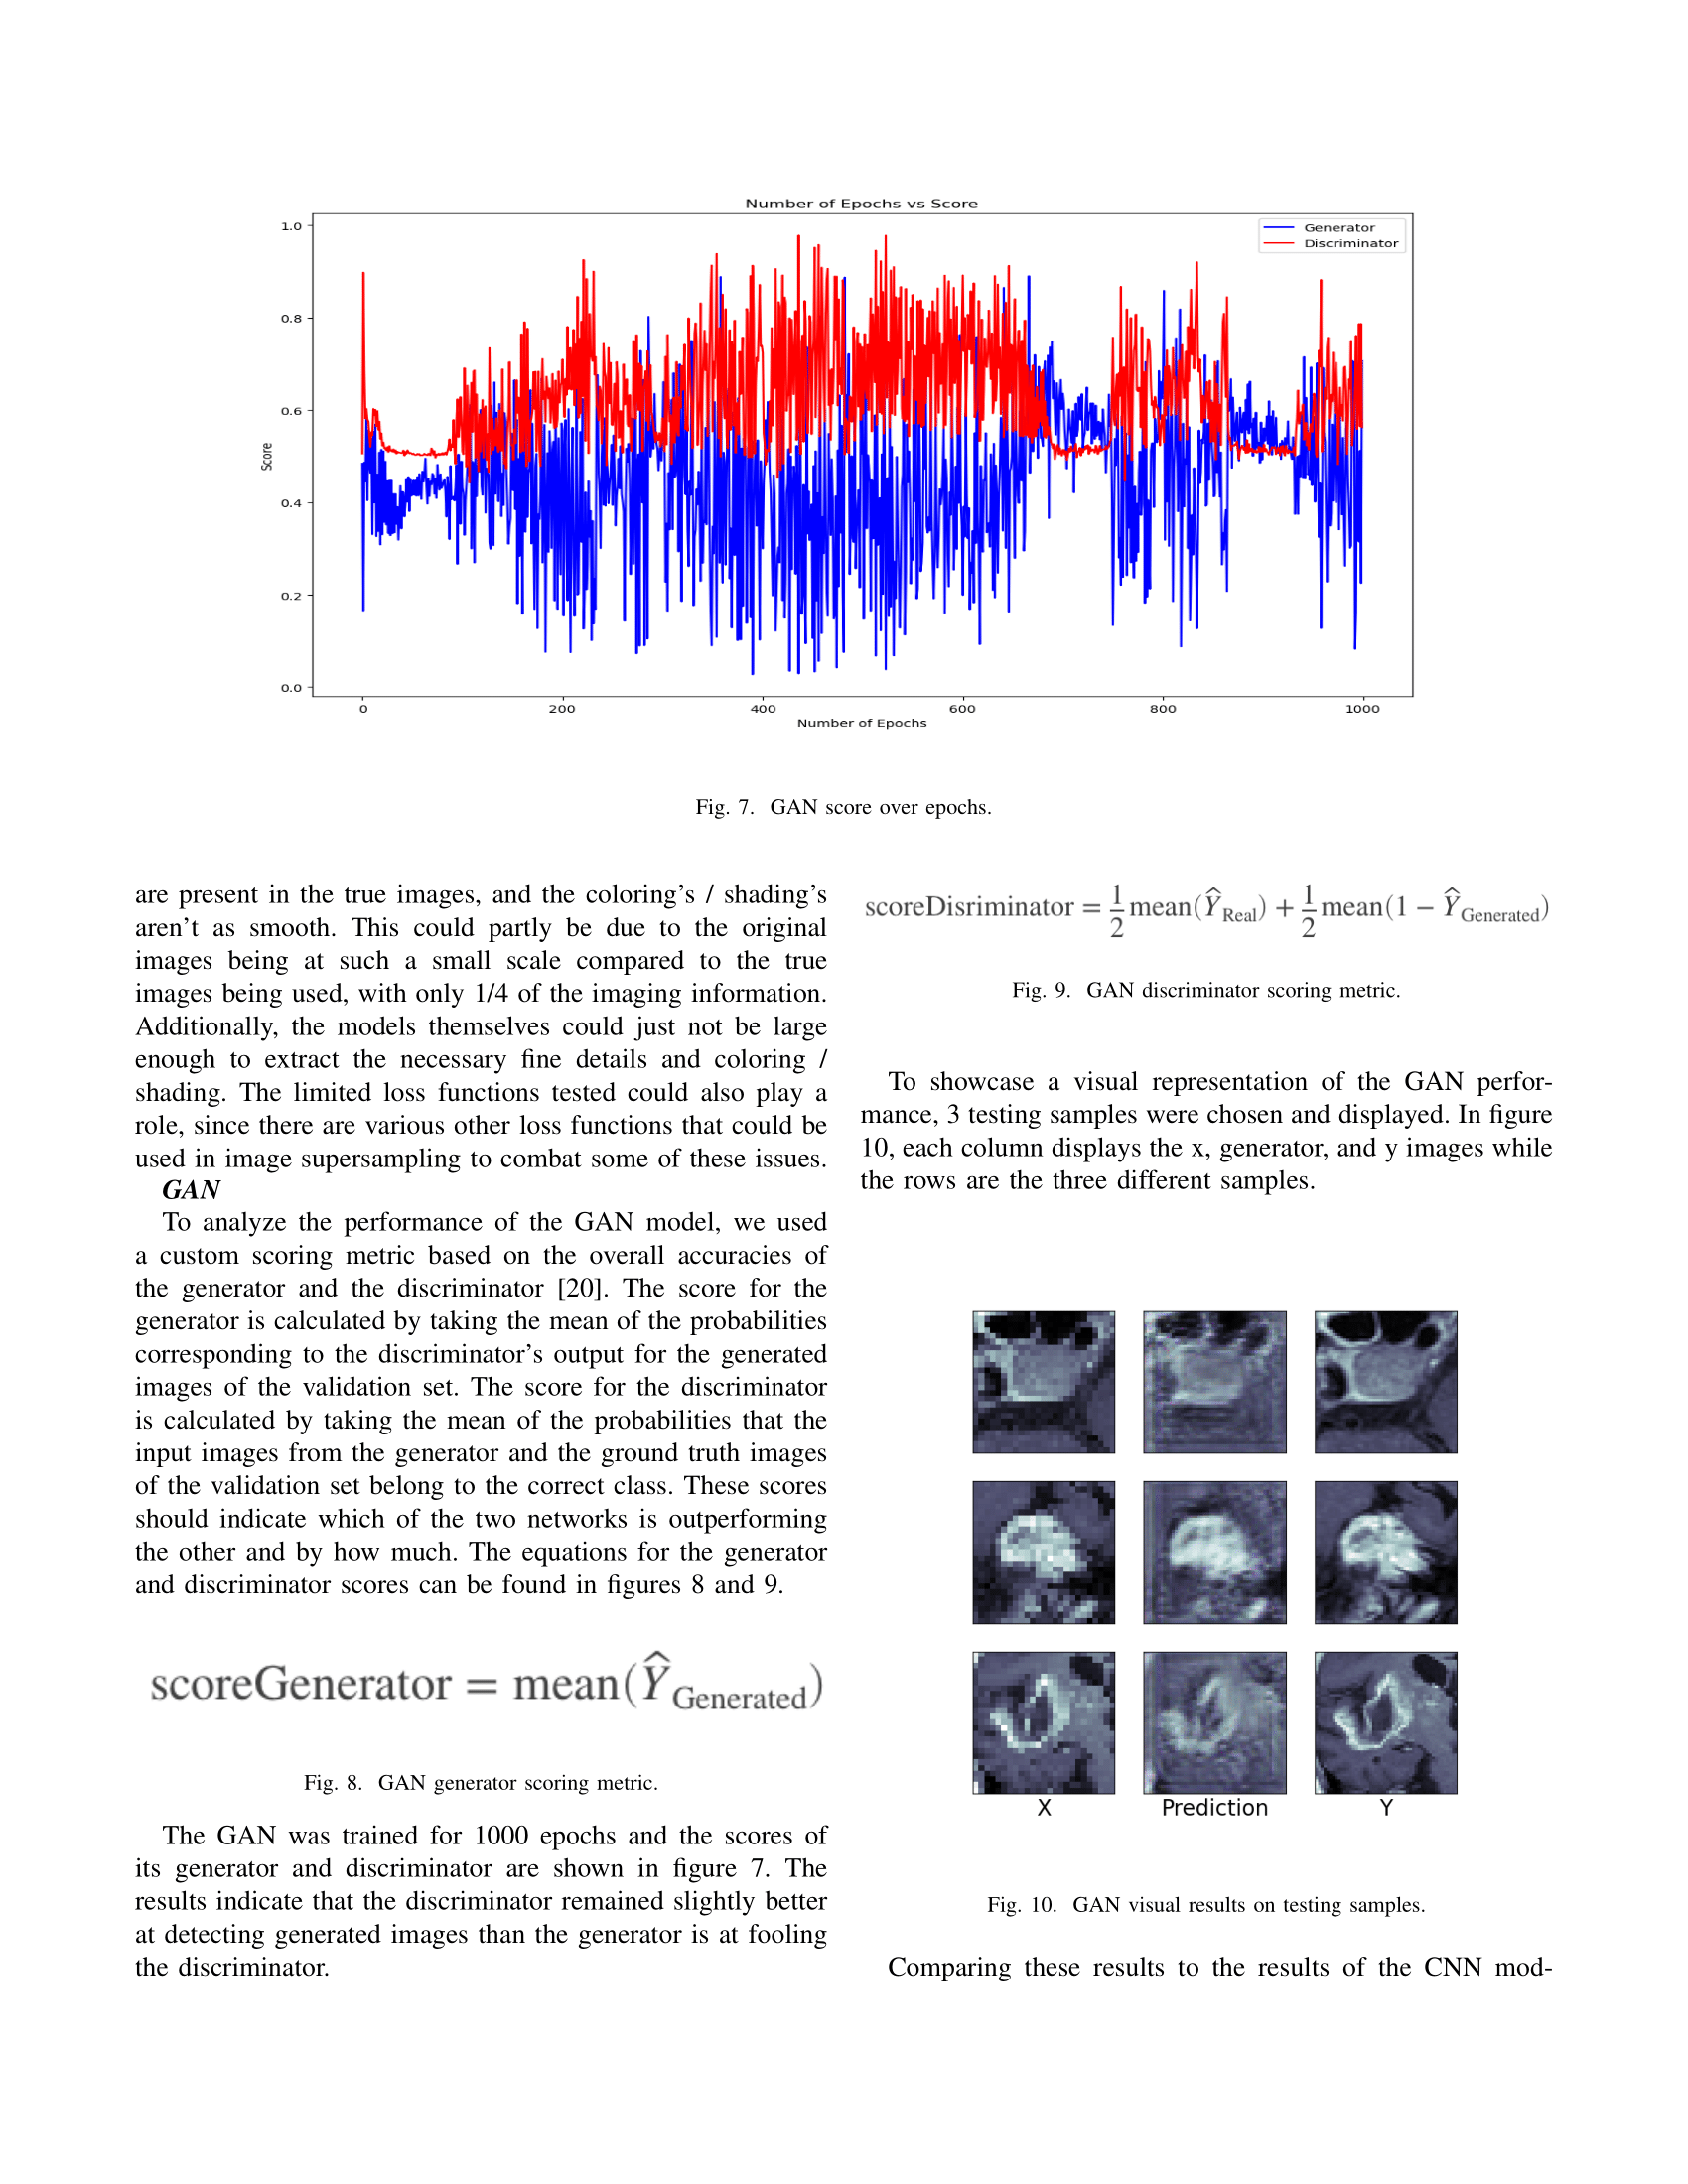 Number of Epochs vs Score
1.0
0.8
0.6
0.4
0.2
0.0
Score
Generator
Discriminator
0
200
400
600
800
1000
Number of Epochs
Fig. 7. GAN score over epochs.
are present in the true images, and the coloring's / shading's
aren't as smooth. This could partly be due to the original
images being at such a small scale compared to the true
images being used, with only 1/4 of the imaging information.
Additionally, the models themselves could just not be large
enough to extract the necessary fine details and coloring /
shading. The limited loss functions tested could also play a
role, since there are various other loss functions that could be
used in image supersampling to combat some of these issues.
GAN
To analyze the performance of the GAN model, we used
a custom scoring metric based on the overall accuracies of
the generator and the discriminator [20]. The score for the
generator is calculated by taking the mean of the probabilities
corresponding to the discriminator's output for the generated
images of the validation set. The score for the discriminator
is calculated by taking the mean of the probabilities that the
input images from the generator and the ground truth images
of the validation set belong to the correct class. These scores
should indicate which of the two networks is outperforming
the other and by how much. The equations for the generator
and discriminator scores can be found in figures 8 and 9.
scoreGenerator = mean(Ŷ Generated)
Fig. 8. GAN generator scoring metric.
The GAN was trained for 1000 epochs and the scores of
its generator and discriminator are shown in figure 7. The
results indicate that the discriminator remained slightly better
at detecting generated images than the generator is at fooling
the discriminator.
scoreDisriminator = 1/2 mean(Ŷ Real) + 1/2 mean(1 − Ŷ Generated)
Fig. 9. GAN discriminator scoring metric.
To showcase a visual representation of the GAN perfor-
mance, 3 testing samples were chosen and displayed. In figure
10, each column displays the x, generator, and y images while
the rows are the three different samples.
X
Prediction
Y
Fig. 10. GAN visual results on testing samples.
Comparing these results to the results of the CNN mod-